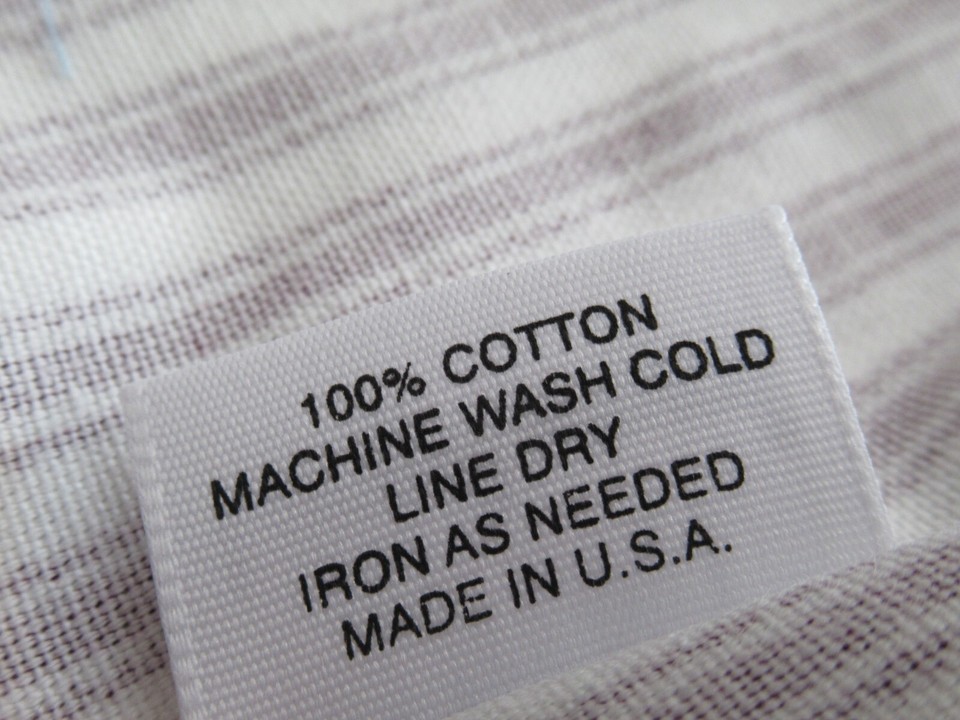 100% COTTON
MACHINE WASH COLD
LINE DRY
IRON AS NEEDED
MADE IN U.S.A.